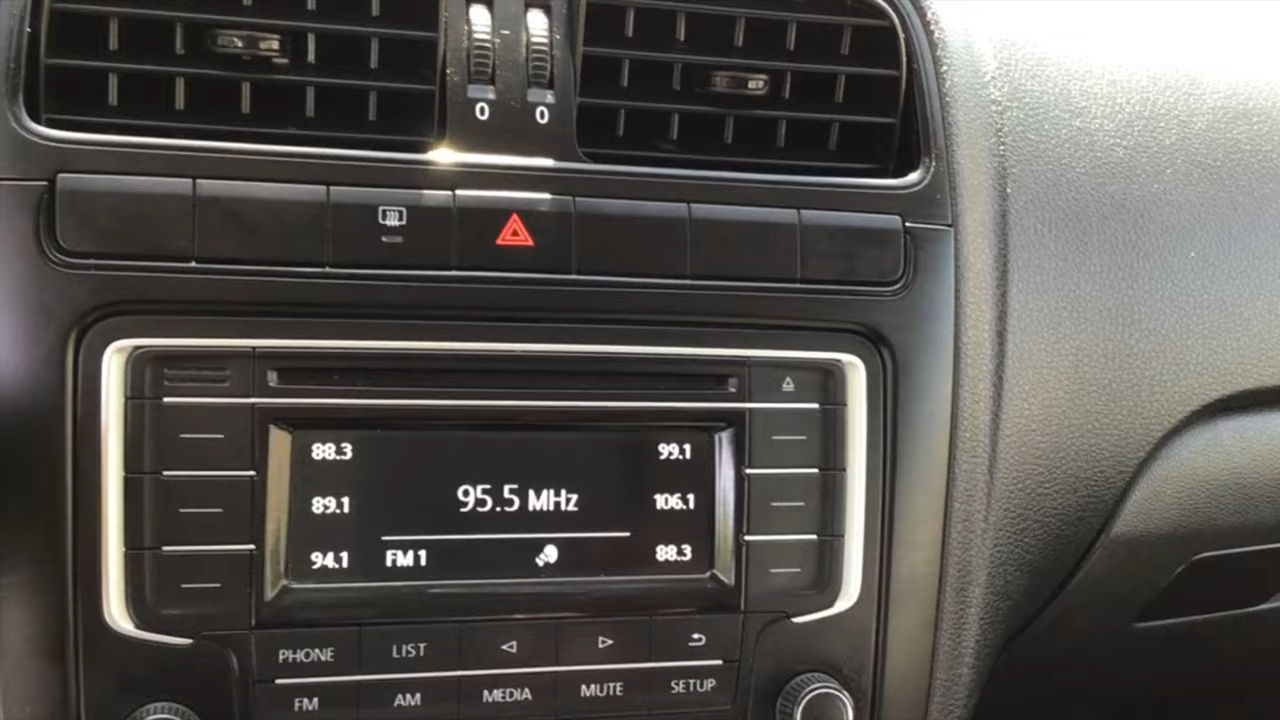 0 0
88.3 99.1
95.5 MHz
89.1 106.1
94.1 FM 1 88.3
PHONE LIST
FM AM MEDIA MUTE SETUP